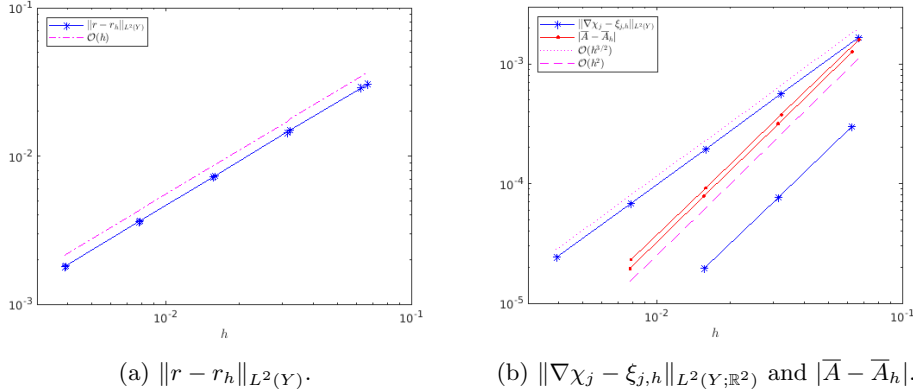 10^{-1}
‖r − r_h‖_{L^2(Y)}
O(h)
10^{-2}
10^{-3}
10^{-2}
10^{-1}
h
(a) ‖r − r_h‖_{L^2(Y)}.
‖∇χ_j − ξ_{j,h}‖_{L^2(Y)}
|A̅ − A̅_h|
O(h^{3/2})
O(h^2)
10^{-3}
10^{-4}
10^{-5}
10^{-2}
10^{-1}
h
(b) ‖∇χ_j − ξ_{j,h}‖_{L^2(Y;ℝ^2)} and |A̅ − A̅_h|.